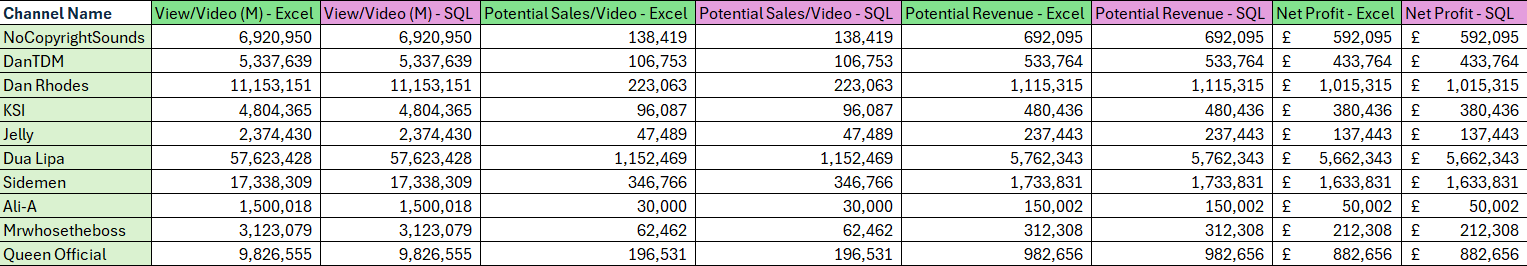 Channel Name View/Video (M) - Excel View/Video (M) - SQL Potential Sales/Video - Excel Potential Sales/Video - SQL Potential Revenue - Excel Potential Revenue - SQL Net Profit - Excel Net Profit - SQL
NoCopyrightSounds 6,920,950 6,920,950 138,419 138,419 692,095 692,095 £ 592,095 £ 592,095
DanTDM 5,337,639 5,337,639 106,753 106,753 533,764 533,764 £ 433,764 £ 433,764
Dan Rhodes 11,153,151 11,153,151 223,063 223,063 1,115,315 1,115,315 £ 1,015,315 £ 1,015,315
KSI 4,804,365 4,804,365 96,087 96,087 480,436 480,436 £ 380,436 £ 380,436
Jelly 2,374,430 2,374,430 47,489 47,489 237,443 237,443 £ 137,443 £ 137,443
Dua Lipa 57,623,428 57,623,428 1,152,469 1,152,469 5,762,343 5,762,343 £ 5,662,343 £ 5,662,343
Sidemen 17,338,309 17,338,309 346,766 346,766 1,733,831 1,733,831 £ 1,633,831 £ 1,633,831
Ali-A 1,500,018 1,500,018 30,000 30,000 150,002 150,002 £ 50,002 £ 50,002
Mrwhosetheboss 3,123,079 3,123,079 62,462 62,462 312,308 312,308 £ 212,308 £ 212,308
Queen Official 9,826,555 9,826,555 196,531 196,531 982,656 982,656 £ 882,656 £ 882,656